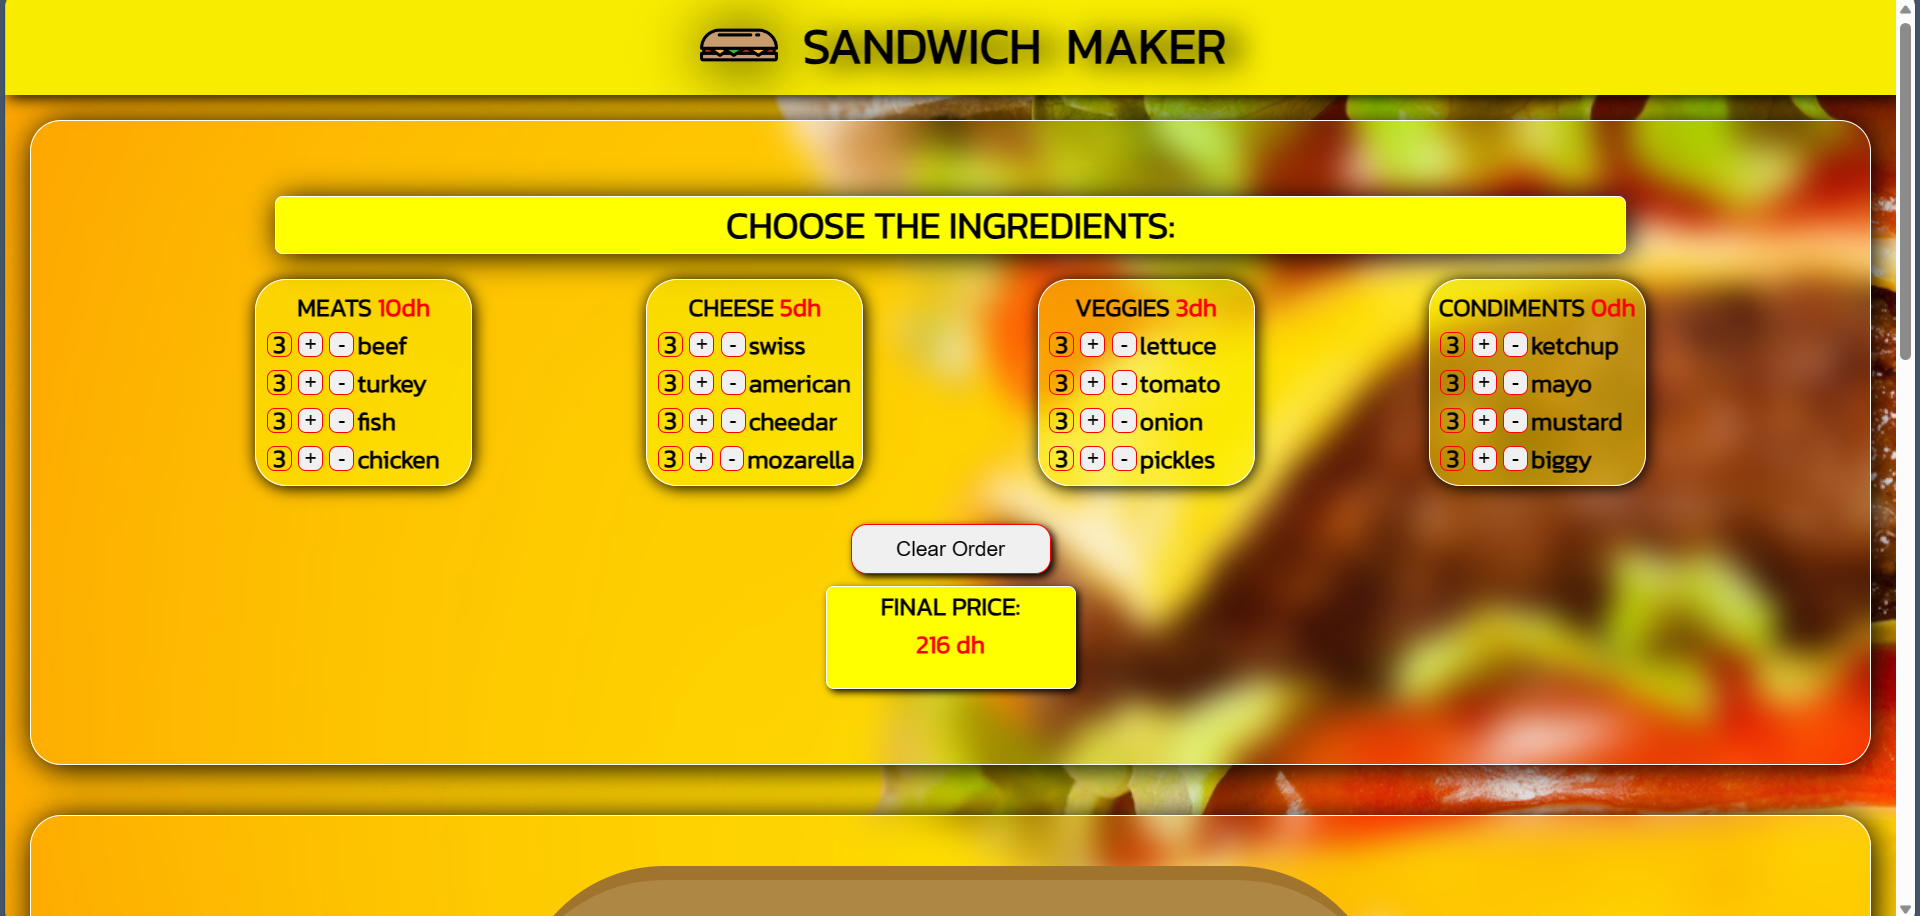 SANDWICH MAKER
CHOOSE THE INGREDIENTS:
MEATS 10dh
3 + - beef
3 + - turkey
3 + - fish
3 + - chicken
CHEESE 5dh
3 + - swiss
3 + - american
3 + - cheedar
3 + - mozarella
VEGGIES 3dh
3 + - lettuce
3 + - tomato
3 + - onion
3 + - pickles
CONDIMENTS 0dh
3 + - ketchup
3 + - mayo
3 + - mustard
3 + - biggy
Clear Order
FINAL PRICE:
216 dh